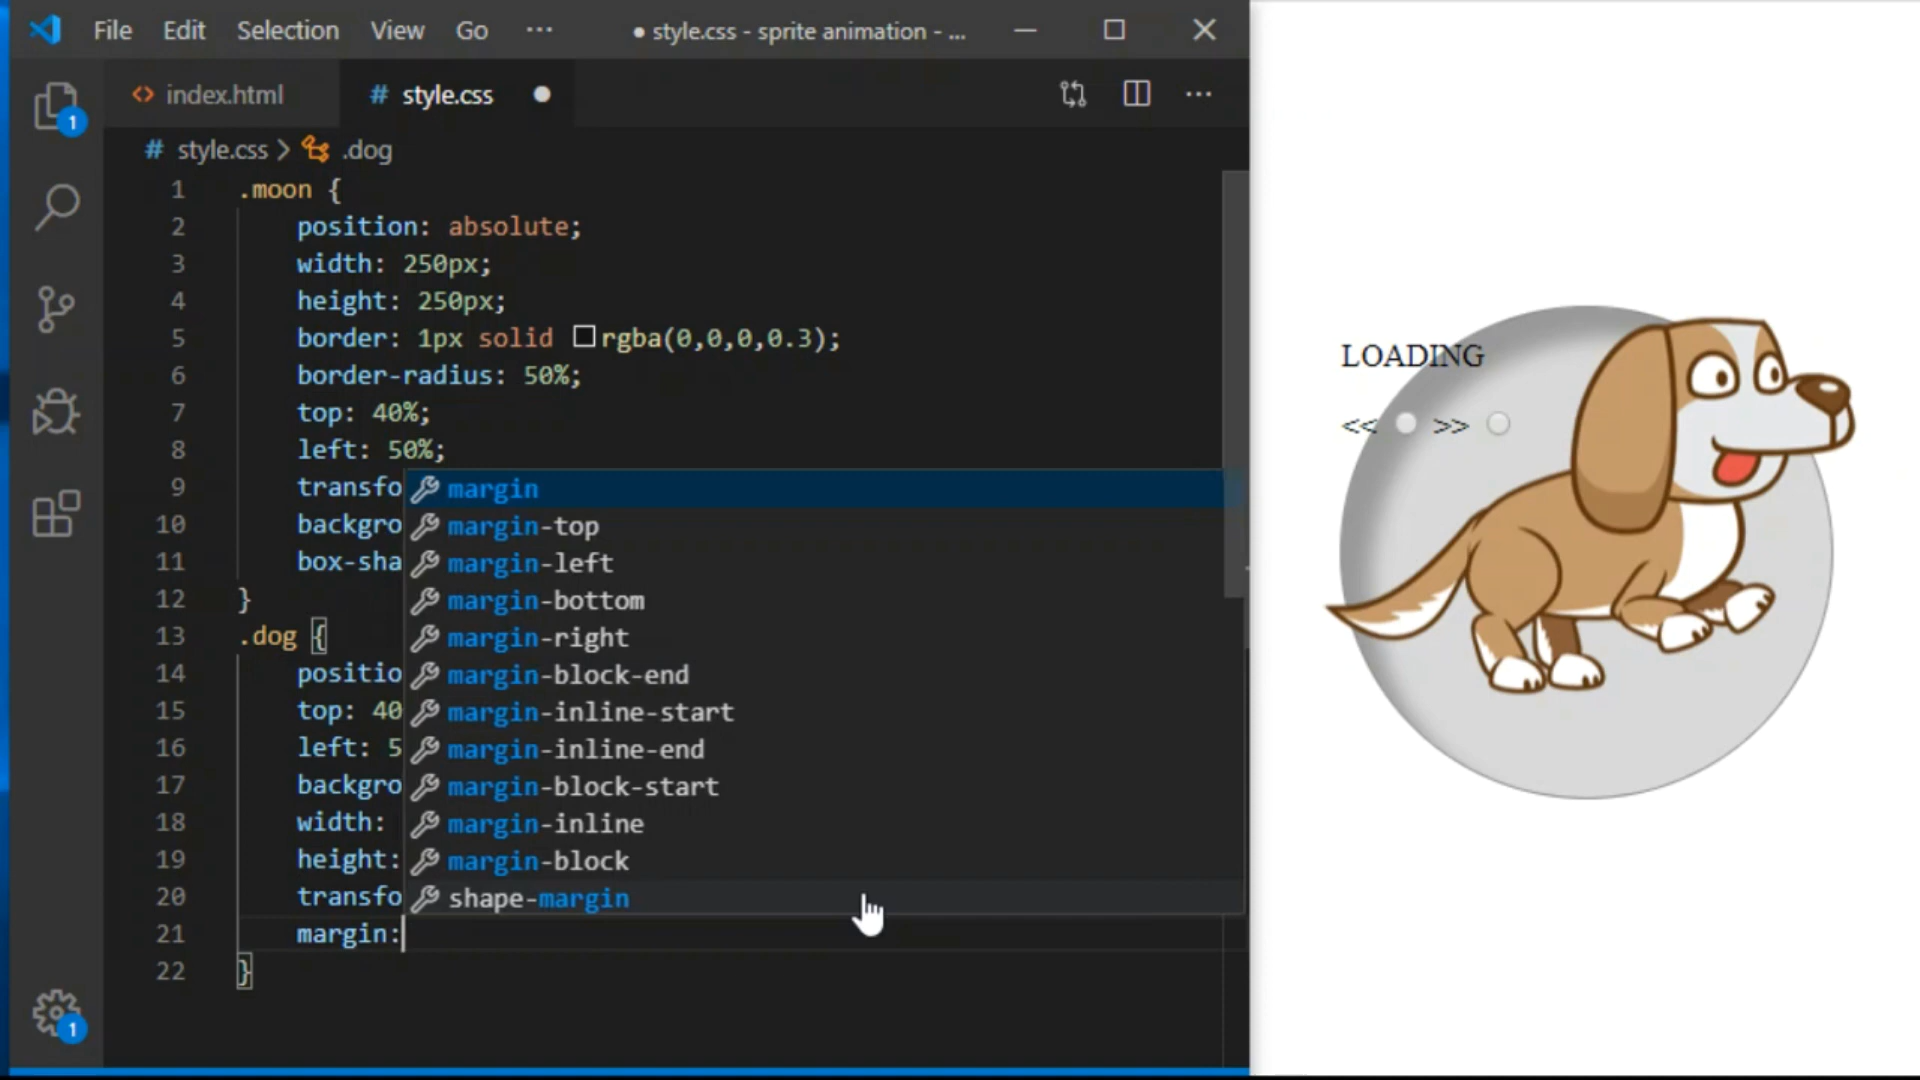 File Edit Selection View Go ··· ● style.css - sprite animation - ...
index.html # style.css ●
# style.css > .dog
1 .moon {
2 position: absolute;
3 width: 250px;
4 height: 250px;
5 border: 1px solid rgba(0,0,0,0.3);
6 border-radius: 50%;
7 top: 40%;
8 left: 50%;
9 transfo
10 backgro
11 box-sha
12 }
13 .dog {
14 positio
15 top: 40
16 left: 5
17 backgro
18 width:
19 height:
20 transfo
21 margin:
22 }
margin
margin-top
margin-left
margin-bottom
margin-right
margin-block-end
margin-inline-start
margin-inline-end
margin-block-start
margin-inline
margin-block
shape-margin
1
1
LOADING
<< >>